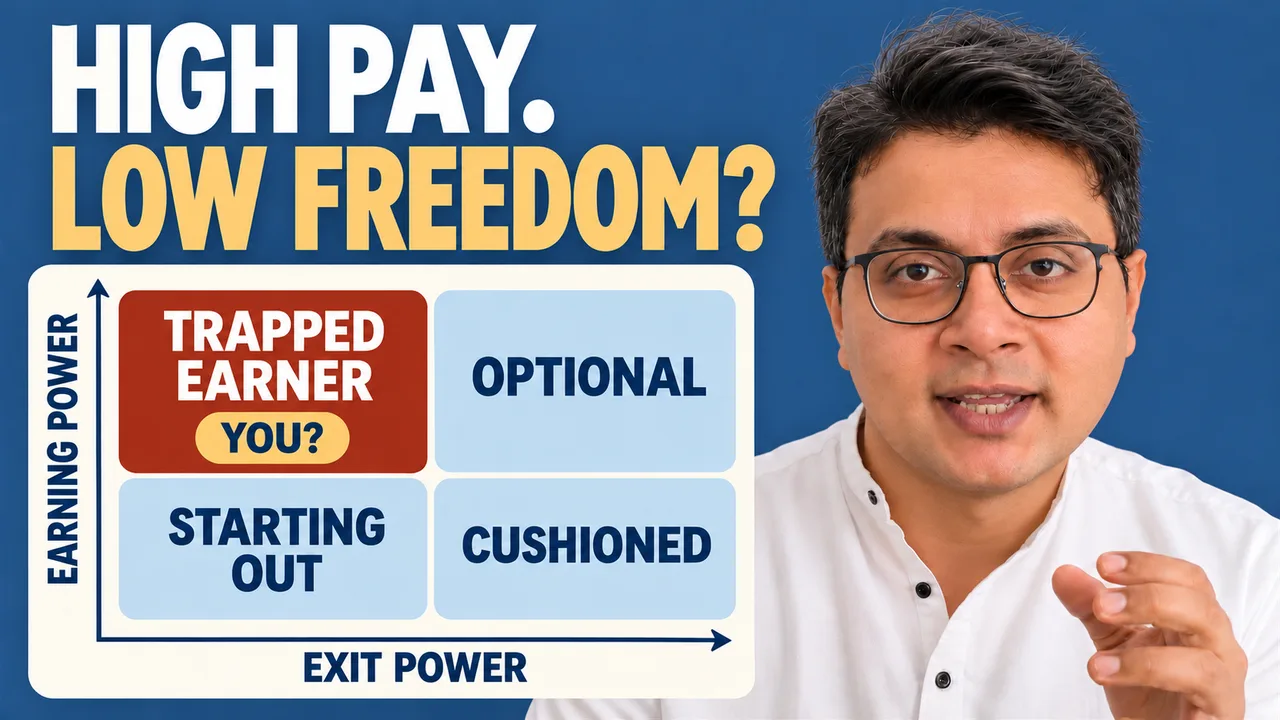 HIGH PAY.
LOW FREEDOM?
EARNING POWER
TRAPPED
EARNER
YOU?
OPTIONAL
STARTING
OUT
CUSHIONED
EXIT POWER